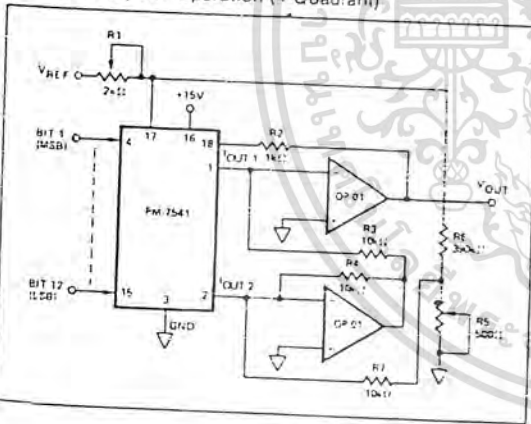 Operation (4 Quadrant)
R1
VREF
2kΩ
+15V
BIT 1
(MSB)
4
17
16
18
R2
1kΩ
1
IOUT 1
OP 01
VOUT
PM-7541
R3
10kΩ
R4
10kΩ
R6
390kΩ
BIT 12
(LSB)
15
3
2
IOUT 2
OP 01
R5
500Ω
GND
R7
10kΩ